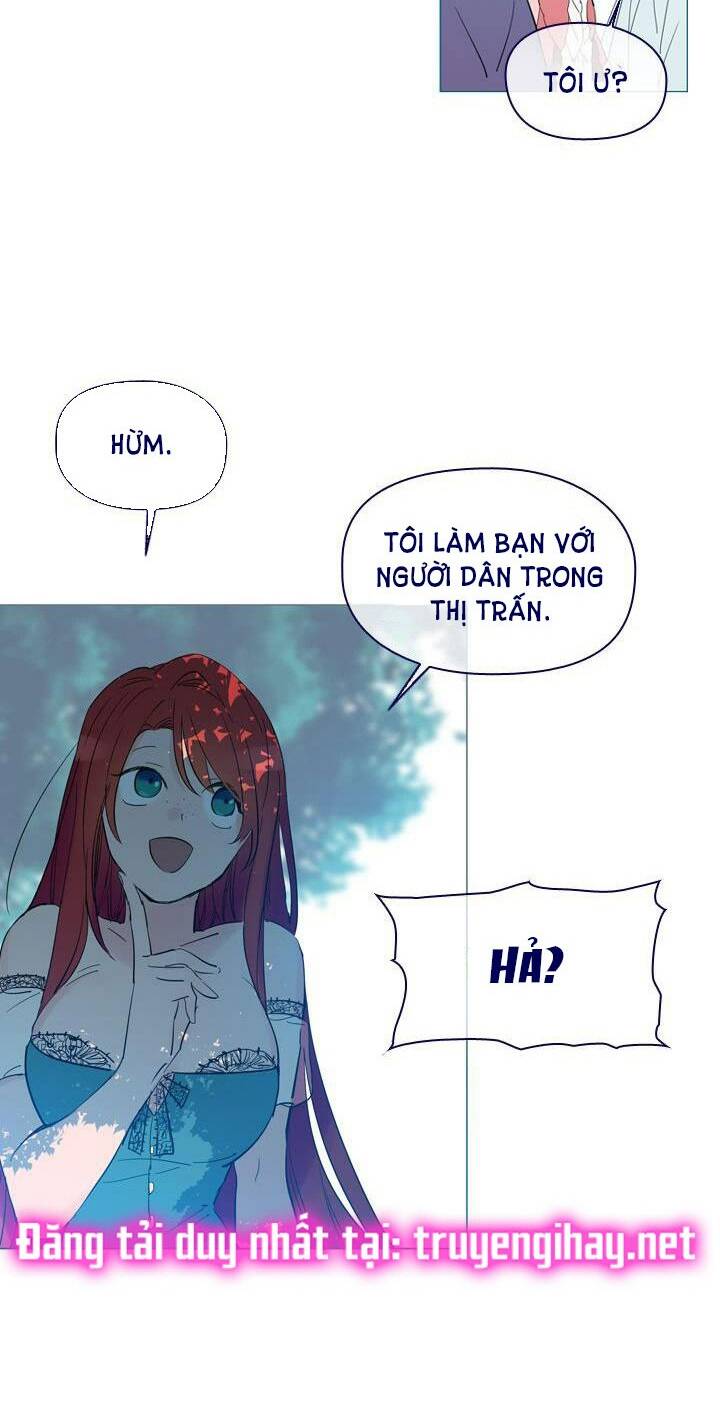 TÔI Ư?
HỪM.
TÔI LÀM BẠN VỚI
NGƯỜI DÂN TRONG
THỊ TRẤN.
HẢ?
Đăng tải duy nhất tại: truyengihay.net